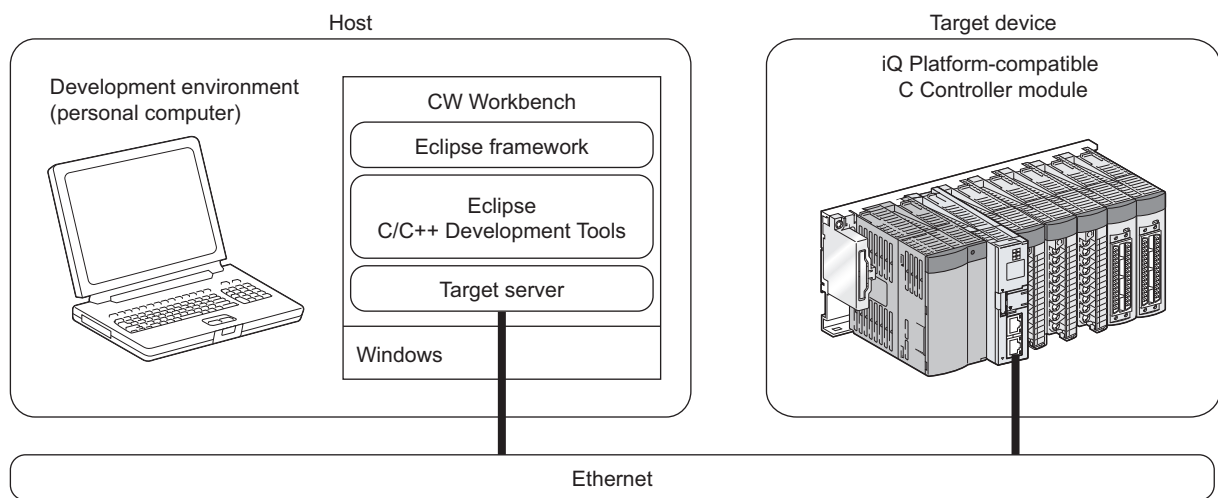 Host
Target device
Development environment
(personal computer)
CW Workbench
Eclipse framework
Eclipse
C/C++ Development Tools
Target server
Windows
iQ Platform-compatible
C Controller module
Ethernet